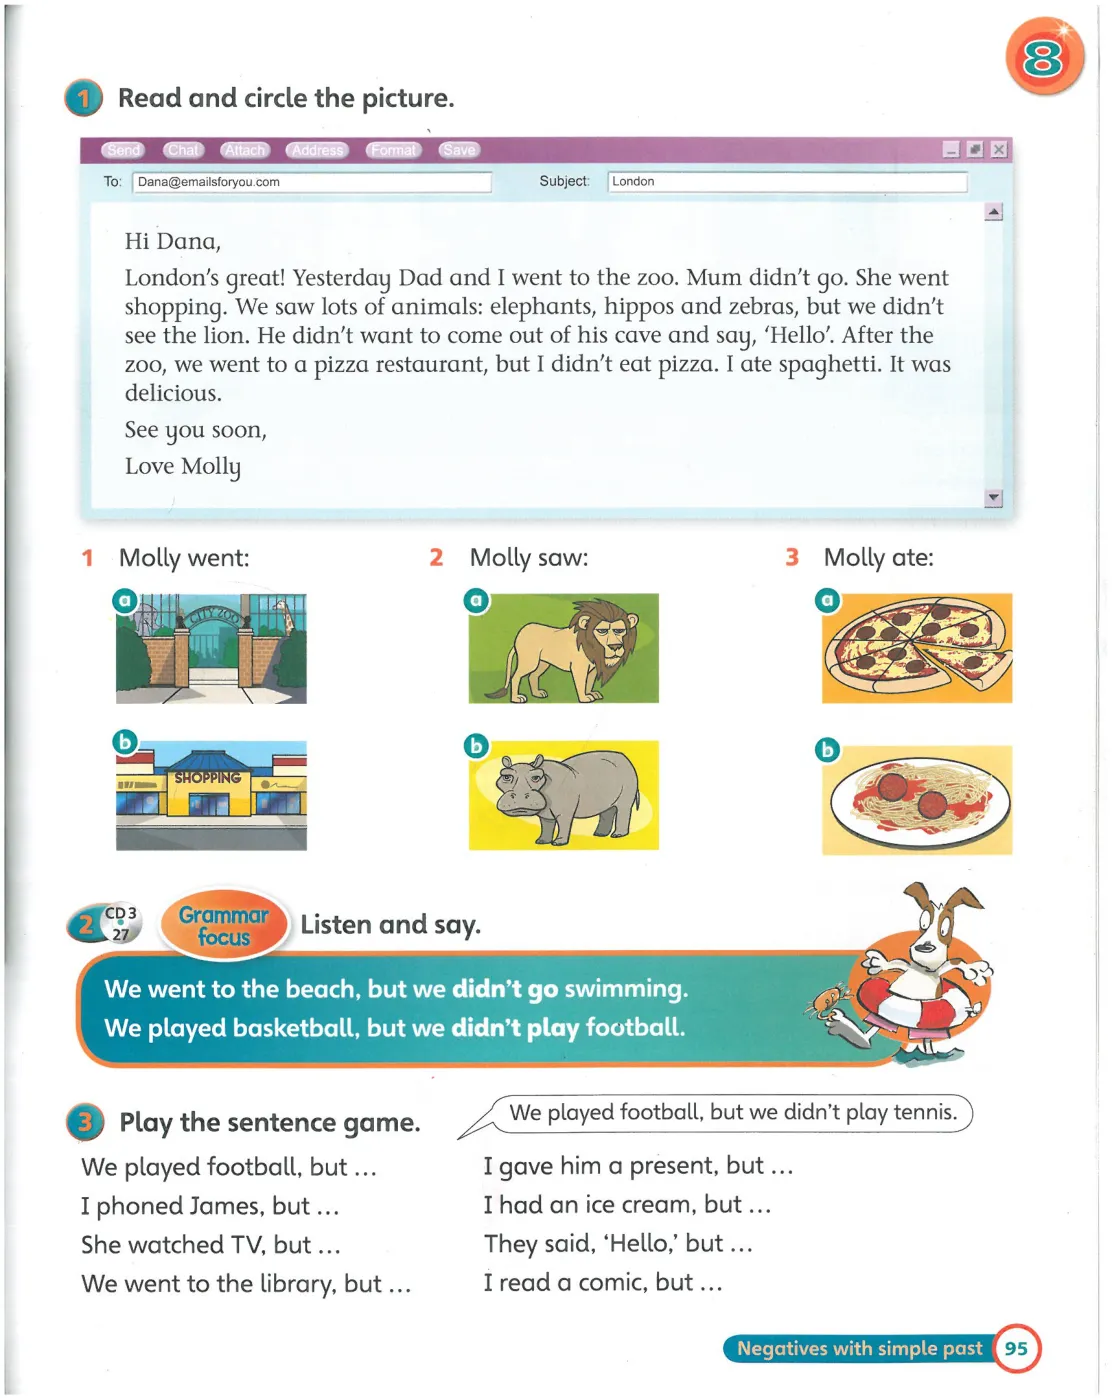 8
1 Read and circle the picture.
Send Chat Attach Address Format Save
To: Dana@emailsforyou.com Subject: London
Hi Dana,
London's great! Yesterday Dad and I went to the zoo. Mum didn't go. She went
shopping. We saw lots of animals: elephants, hippos and zebras, but we didn't
see the lion. He didn't want to come out of his cave and say, 'Hello'. After the
zoo, we went to a pizza restaurant, but I didn't eat pizza. I ate spaghetti. It was
delicious.
See you soon,
Love Molly
1 Molly went:
a
CITY ZOO
b
SHOPPING
2 Molly saw:
a
b
3 Molly ate:
a
b
2 CD3 27 Grammar focus Listen and say.
We went to the beach, but we didn't go swimming.
We played basketball, but we didn't play football.
3 Play the sentence game.
We played football, but we didn't play tennis.
We played football, but ...
I phoned James, but ...
She watched TV, but ...
We went to the library, but ...
I gave him a present, but ...
I had an ice cream, but ...
They said, 'Hello,' but ...
I read a comic, but ...
Negatives with simple past 95